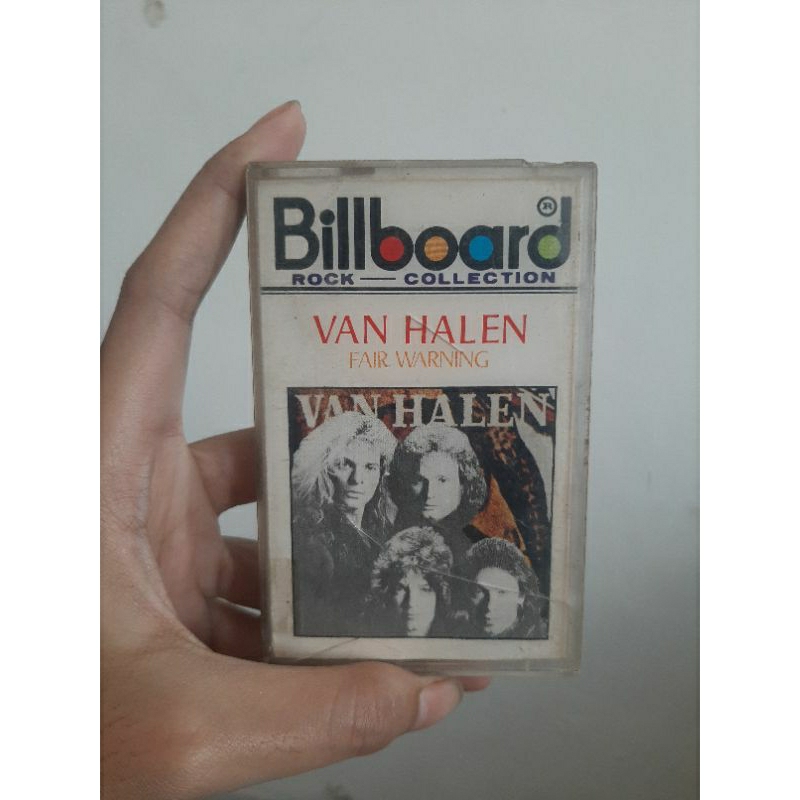 Billboard®
ROCK — COLLECTION
VAN HALEN
FAIR WARNING
VAN HALEN